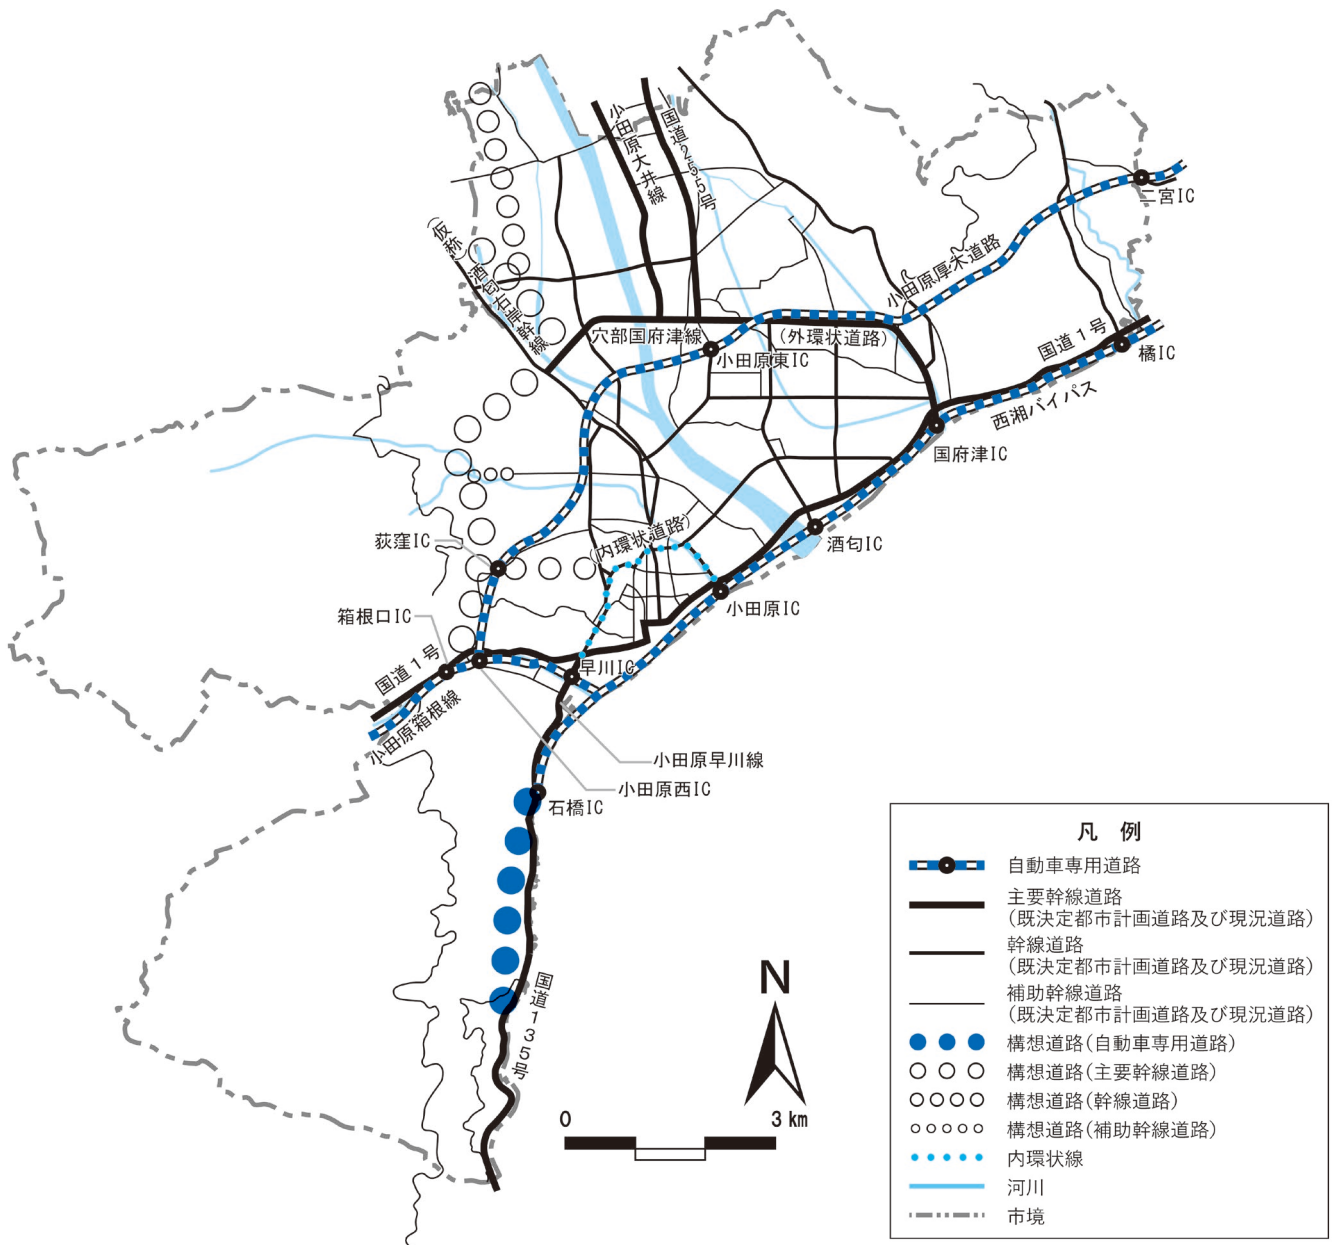 小田原大井線
国道255号
二宮IC
(仮称)酒匂右岸幹線
小田原厚木道路
穴部国府津線
(外環状道路)
国道1号
橘IC
小田原東IC
西湘バイパス
国府津IC
(内環状道路)
荻窪IC
酒匂IC
小田原IC
箱根口IC
国道1号
早川IC
小田原箱根線
小田原早川線
小田原西IC
石橋IC
国道135号
N
0 3 km
凡 例
自動車専用道路
主要幹線道路
(既決定都市計画道路及び現況道路)
幹線道路
(既決定都市計画道路及び現況道路)
補助幹線道路
(既決定都市計画道路及び現況道路)
構想道路(自動車専用道路)
構想道路(主要幹線道路)
構想道路(幹線道路)
構想道路(補助幹線道路)
内環状線
河川
市境